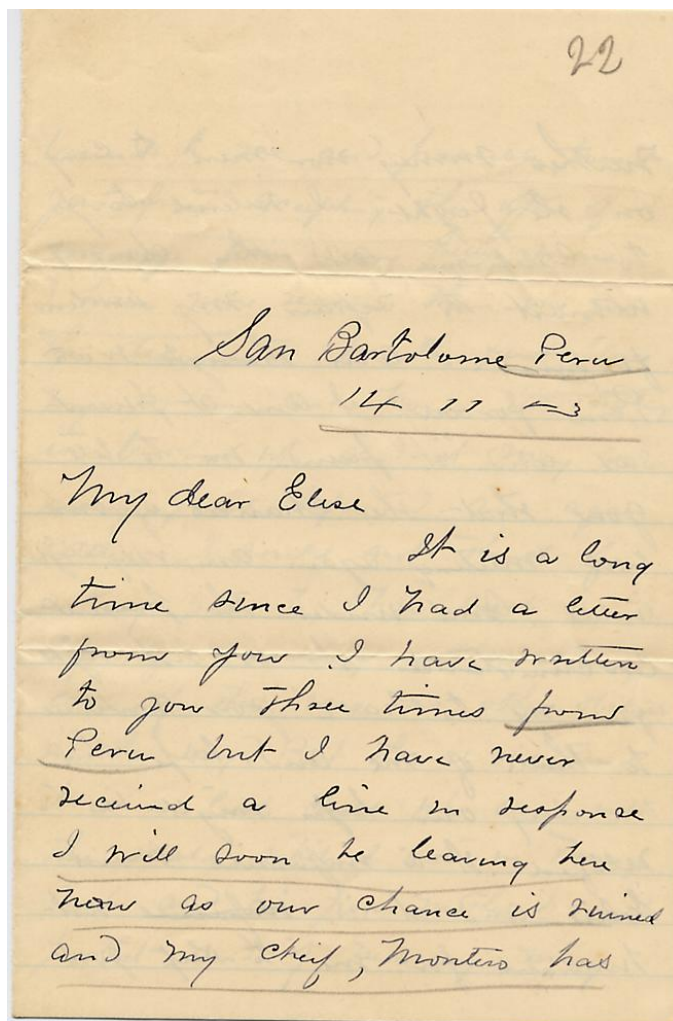 22
San Bartolome Peru
14 11
My dear Elise
It is a long
time since I had a letter
from you. I have written
to you three times from
Peru but I have never
received a line in response
I will soon be leaving here
now as our chance is ruined
and my cheif, Montero has